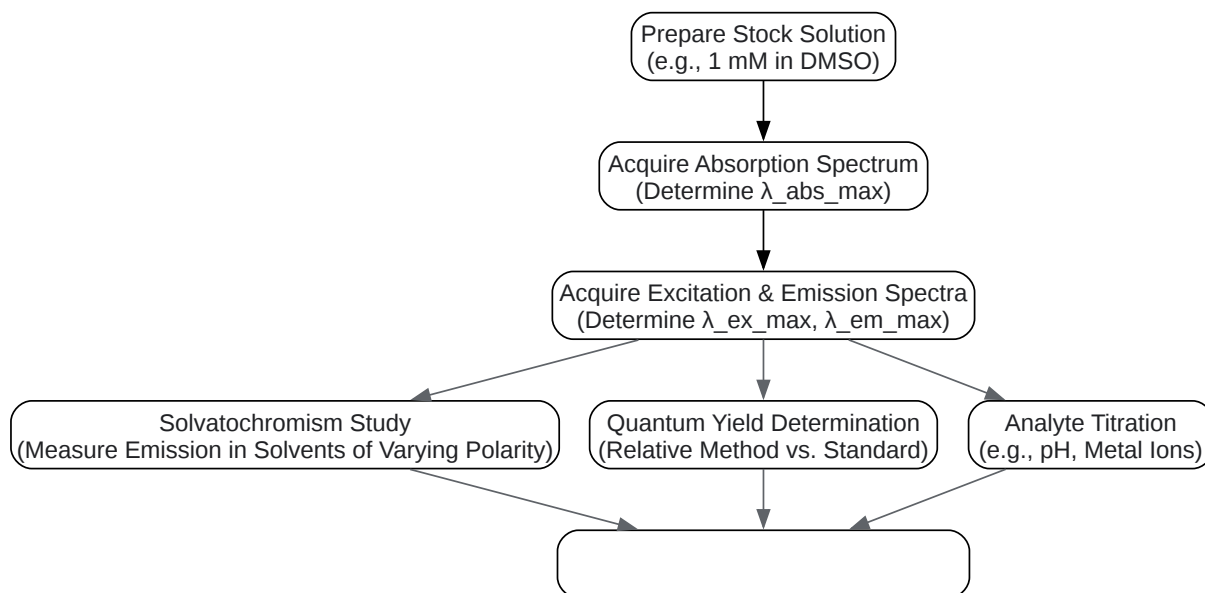 Prepare Stock Solution
(e.g., 1 mM in DMSO)
Acquire Absorption Spectrum
(Determine λ_abs_max)
Acquire Excitation & Emission Spectra
(Determine λ_ex_max, λ_em_max)
Solvatochromism Study
(Measure Emission in Solvents of Varying Polarity)
Quantum Yield Determination
(Relative Method vs. Standard)
Analyte Titration
(e.g., pH, Metal Ions)